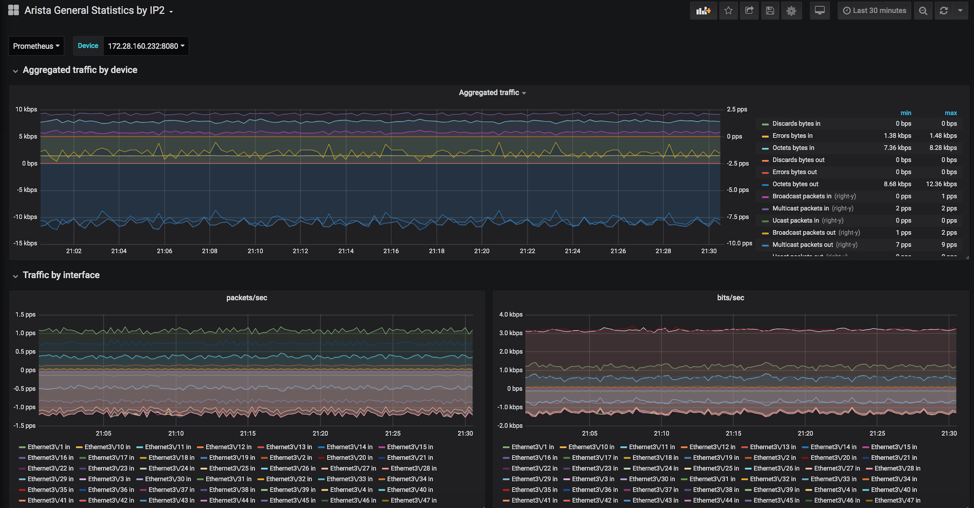 Arista General Statistics by IP2
Last 30 minutes
Prometheus Device 172.28.160.232:8080
Aggregated traffic by device
Aggregated traffic
10 kbps
5 kbps
0 bps
-5 kbps
-10 kbps
-15 kbps
2.5 pps
0 pps
-2.5 pps
-5.0 pps
-7.5 pps
-10.0 pps
21:02 21:04 21:06 21:08 21:10 21:12 21:14 21:16 21:18 21:20 21:22 21:24 21:26 21:28 21:30
min max
Discards bytes in 0 bps 0 bps
Errors bytes in 1.38 kbps 1.48 kbps
Octets bytes in 7.36 kbps 8.28 kbps
Discards bytes out 0 bps 0 bps
Errors bytes out 0 bps 0 bps
Octets bytes out 8.68 kbps 12.36 kbps
Broadcast packets in (right-y) 0 pps 1 pps
Multicast packets in (right-y) 2 pps 2 pps
Ucast packets in (right-y) 0 pps 0 pps
Broadcast packets out (right-y) 1 pps 2 pps
Multicast packets out (right-y) 7 pps 9 pps
Traffic by interface
packets/sec
1.5 pps
1.0 pps
0.5 pps
0 pps
-0.5 pps
-1.0 pps
-1.5 pps
21:05 21:10 21:15 21:20 21:25 21:30
Ethernet3\/1 in Ethernet3\/10 in Ethernet3\/11 in Ethernet3\/12 in Ethernet3\/13 in Ethernet3\/14 in Ethernet3\/15 in
Ethernet3\/16 in Ethernet3\/17 in Ethernet3\/18 in Ethernet3\/19 in Ethernet3\/2 in Ethernet3\/20 in Ethernet3\/21 in
Ethernet3\/22 in Ethernet3\/23 in Ethernet3\/24 in Ethernet3\/25 in Ethernet3\/26 in Ethernet3\/27 in Ethernet3\/28 in
Ethernet3\/29 in Ethernet3\/3 in Ethernet3\/30 in Ethernet3\/31 in Ethernet3\/32 in Ethernet3\/33 in Ethernet3\/34 in
Ethernet3\/35 in Ethernet3\/36 in Ethernet3\/37 in Ethernet3\/38 in Ethernet3\/39 in Ethernet3\/4 in Ethernet3\/40 in
Ethernet3\/41 in Ethernet3\/42 in Ethernet3\/43 in Ethernet3\/44 in Ethernet3\/45 in Ethernet3\/46 in Ethernet3\/47 in
bits/sec
4.0 kbps
3.0 kbps
2.0 kbps
1.0 kbps
0 bps
-1.0 kbps
-2.0 kbps
21:05 21:10 21:15 21:20 21:25 21:30
Ethernet3\/1 in Ethernet3\/10 in Ethernet3\/11 in Ethernet3\/12 in Ethernet3\/13 in Ethernet3\/14 in Ethernet3\/15 in
Ethernet3\/16 in Ethernet3\/17 in Ethernet3\/18 in Ethernet3\/19 in Ethernet3\/2 in Ethernet3\/20 in Ethernet3\/21 in
Ethernet3\/22 in Ethernet3\/23 in Ethernet3\/24 in Ethernet3\/25 in Ethernet3\/26 in Ethernet3\/27 in Ethernet3\/28 in
Ethernet3\/29 in Ethernet3\/3 in Ethernet3\/30 in Ethernet3\/31 in Ethernet3\/32 in Ethernet3\/33 in Ethernet3\/34 in
Ethernet3\/35 in Ethernet3\/36 in Ethernet3\/37 in Ethernet3\/38 in Ethernet3\/39 in Ethernet3\/4 in Ethernet3\/40 in
Ethernet3\/41 in Ethernet3\/42 in Ethernet3\/43 in Ethernet3\/44 in Ethernet3\/45 in Ethernet3\/46 in Ethernet3\/47 in